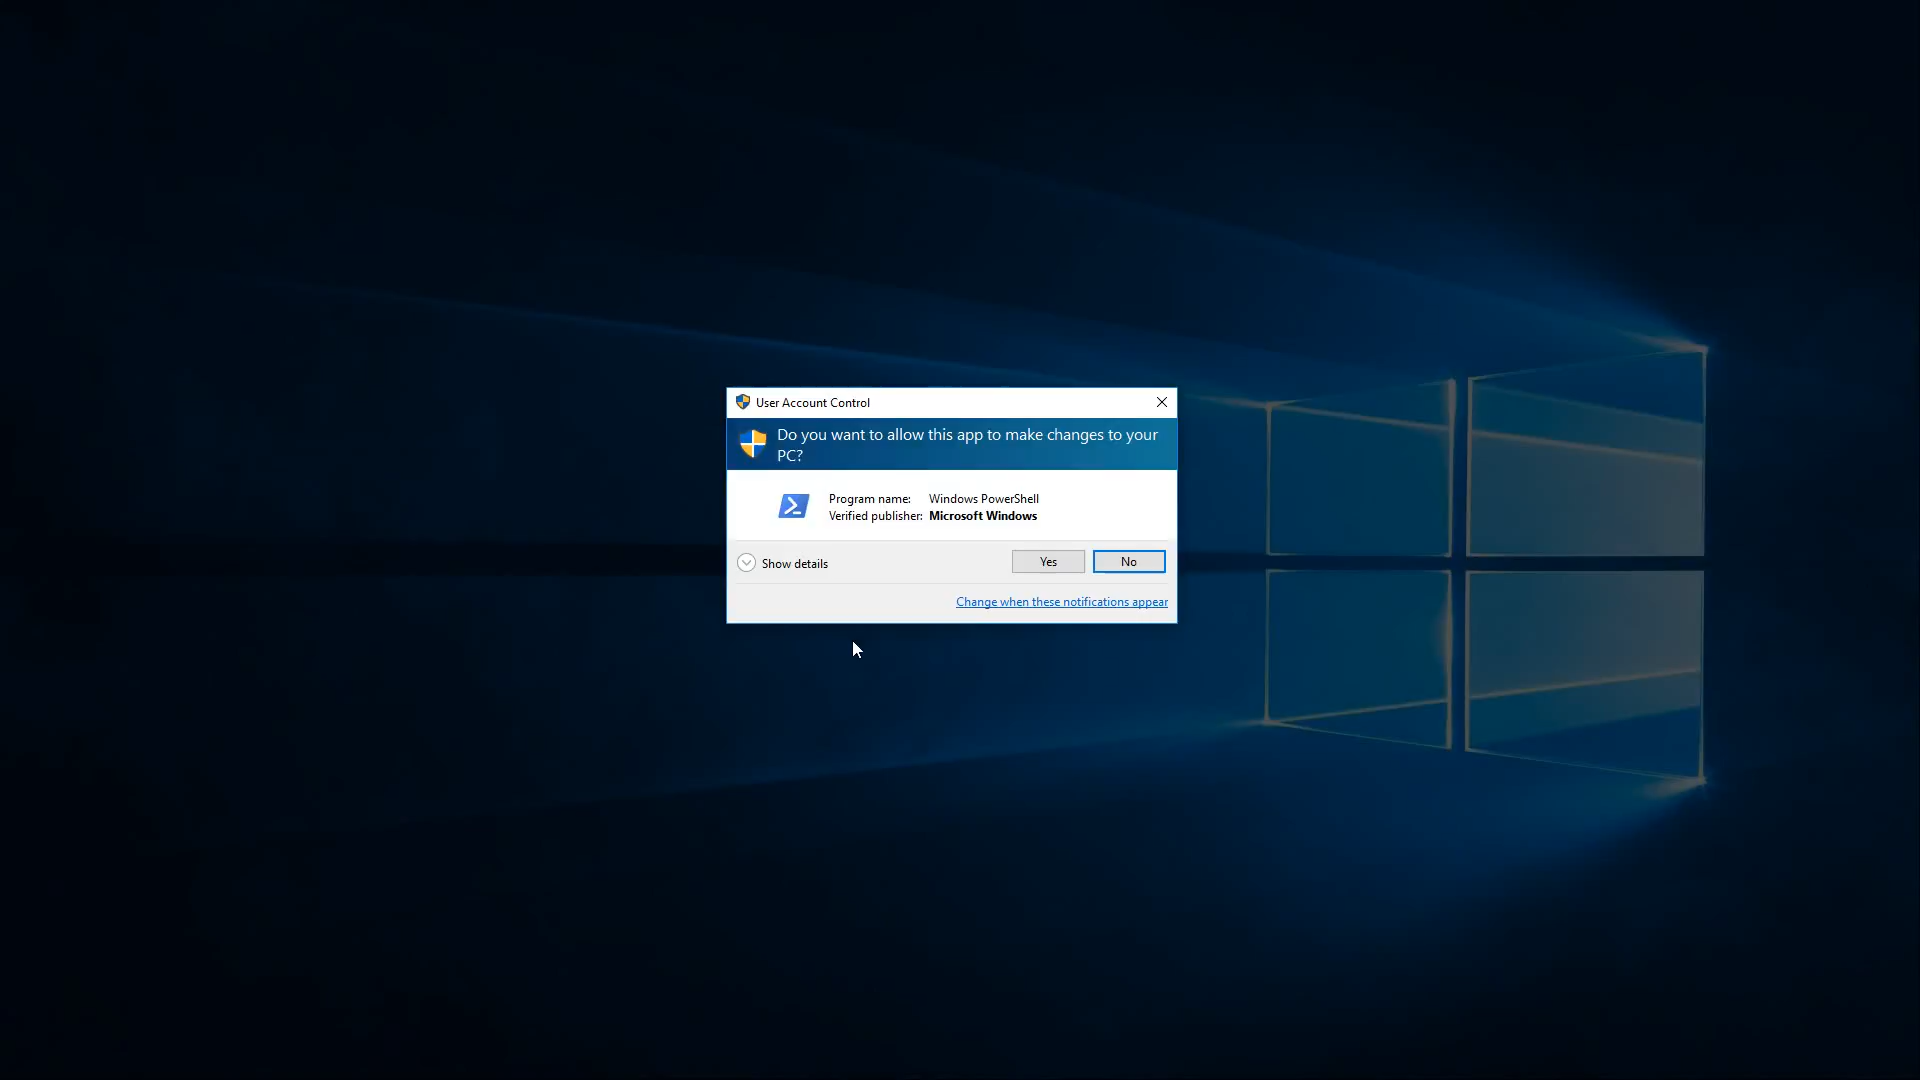 User Account Control
Do you want to allow this app to make changes to your
PC?
Program name: Windows PowerShell
Verified publisher: Microsoft Windows
Show details
Yes
No
Change when these notifications appear